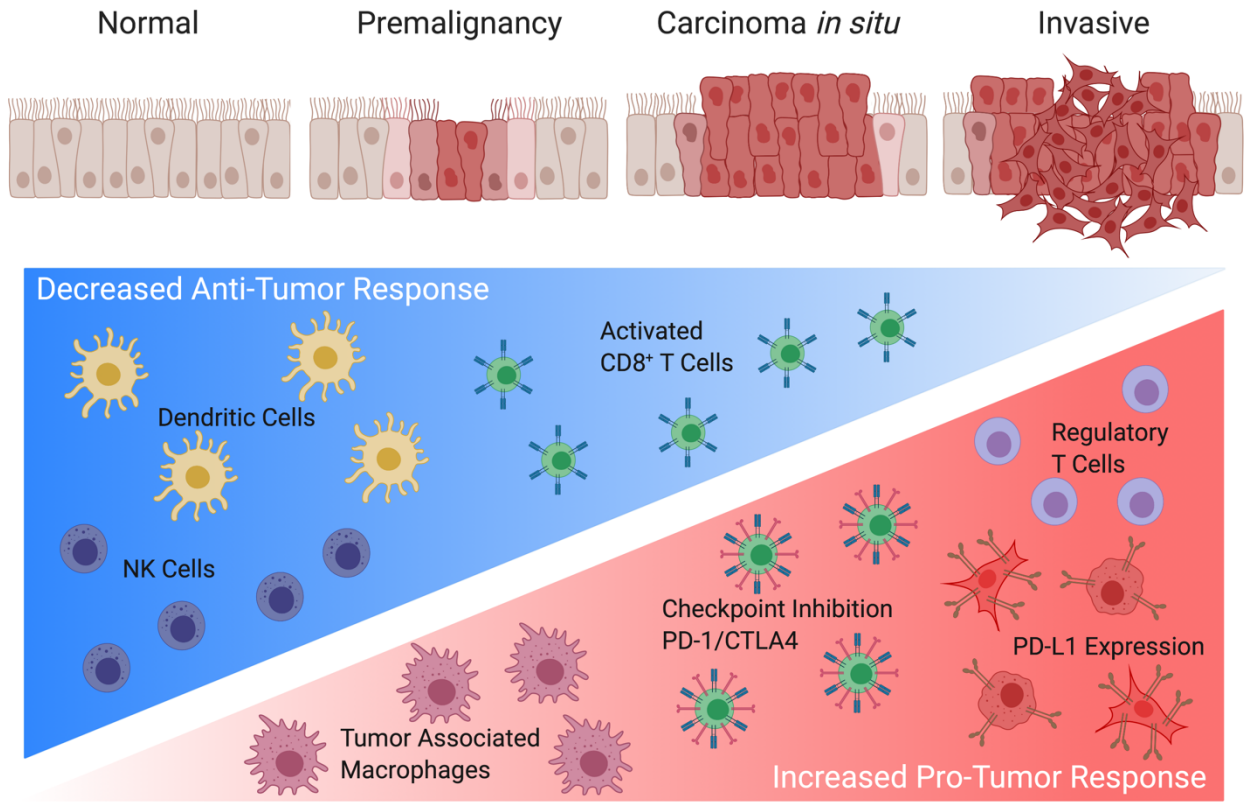 Normal
Premalignancy
Carcinoma in situ
Invasive
Decreased Anti-Tumor Response
Activated
CD8⁺ T Cells
Dendritic Cells
Regulatory
T Cells
NK Cells
Checkpoint Inhibition
PD-1/CTLA4
PD-L1 Expression
Tumor Associated
Macrophages
Increased Pro-Tumor Response